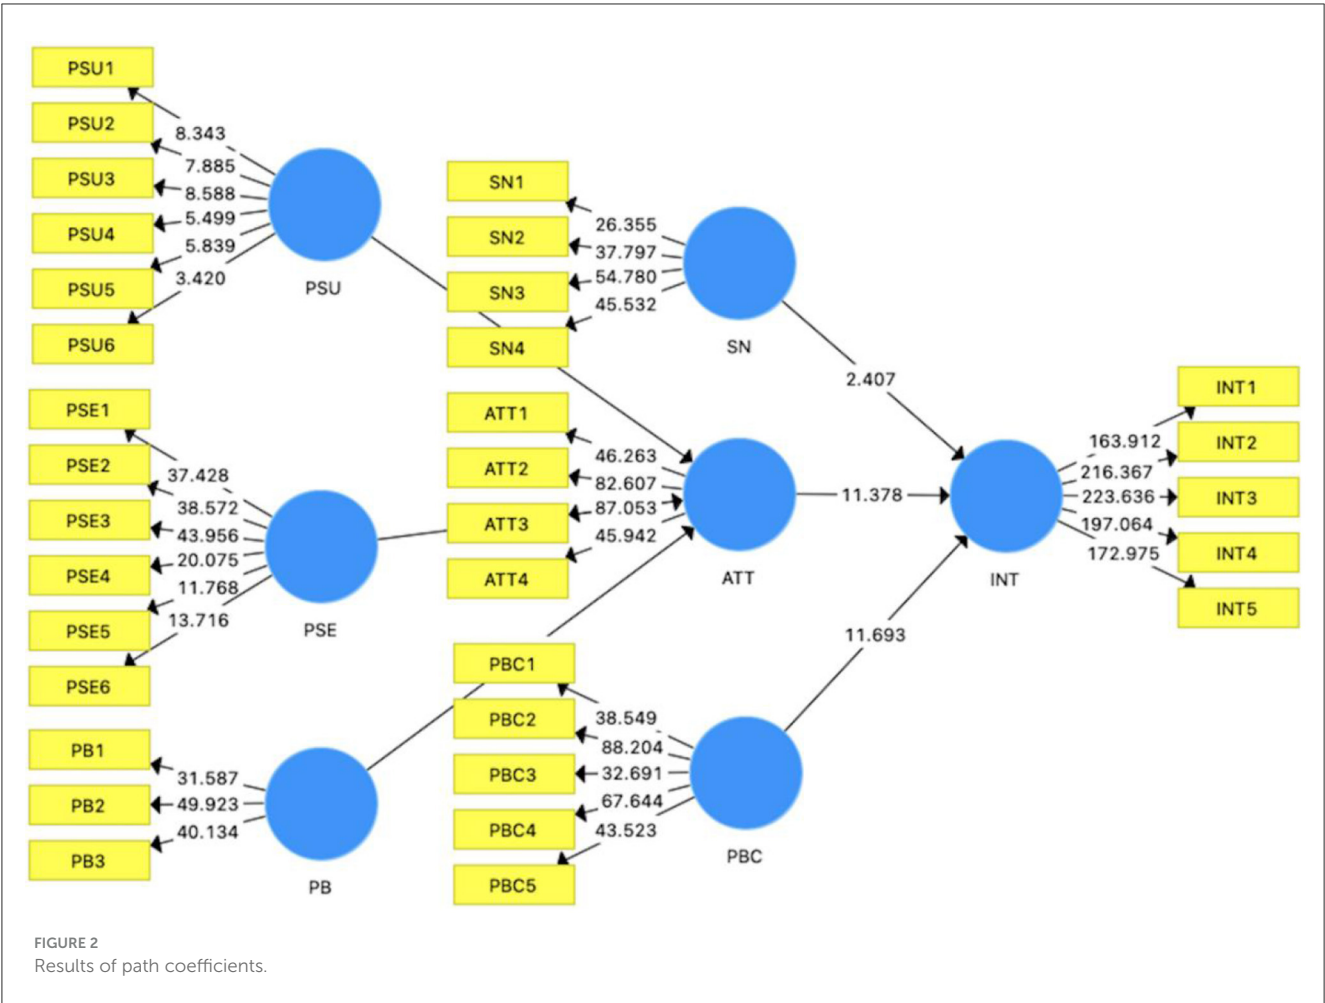 PSU1
PSU2
PSU3
PSU4
PSU5
PSU6
8.343
7.885
8.588
5.499
5.839
3.420
PSU
PSE1
PSE2
PSE3
PSE4
PSE5
PSE6
37.428
38.572
43.956
20.075
11.768
13.716
PSE
PB1
PB2
PB3
31.587
49.923
40.134
PB
SN1
SN2
SN3
SN4
26.355
37.797
54.780
45.532
SN
ATT1
ATT2
ATT3
ATT4
46.263
82.607
87.053
45.942
ATT
PBC1
PBC2
PBC3
PBC4
PBC5
38.549
88.204
32.691
67.644
43.523
PBC
2.407
11.378
11.693
INT
163.912
216.367
223.636
197.064
172.975
INT1
INT2
INT3
INT4
INT5
FIGURE 2
Results of path coefficients.